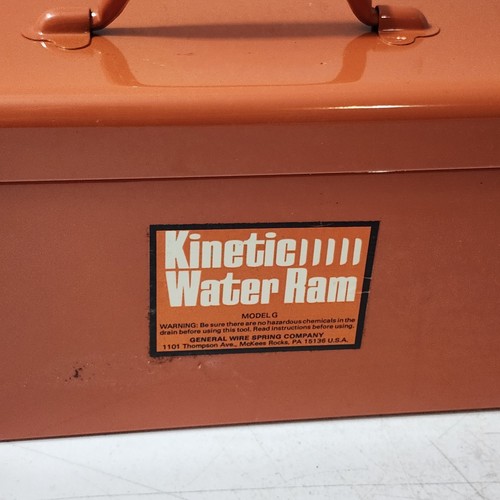 Kinetic
Water Ram
MODEL G
WARNING: Be sure there are no hazardous chemicals in the
drain before using this tool. Read instructions before using.
GENERAL WIRE SPRING COMPANY
1101 Thompson Ave., McKees Rocks, PA 15136 U.S.A.